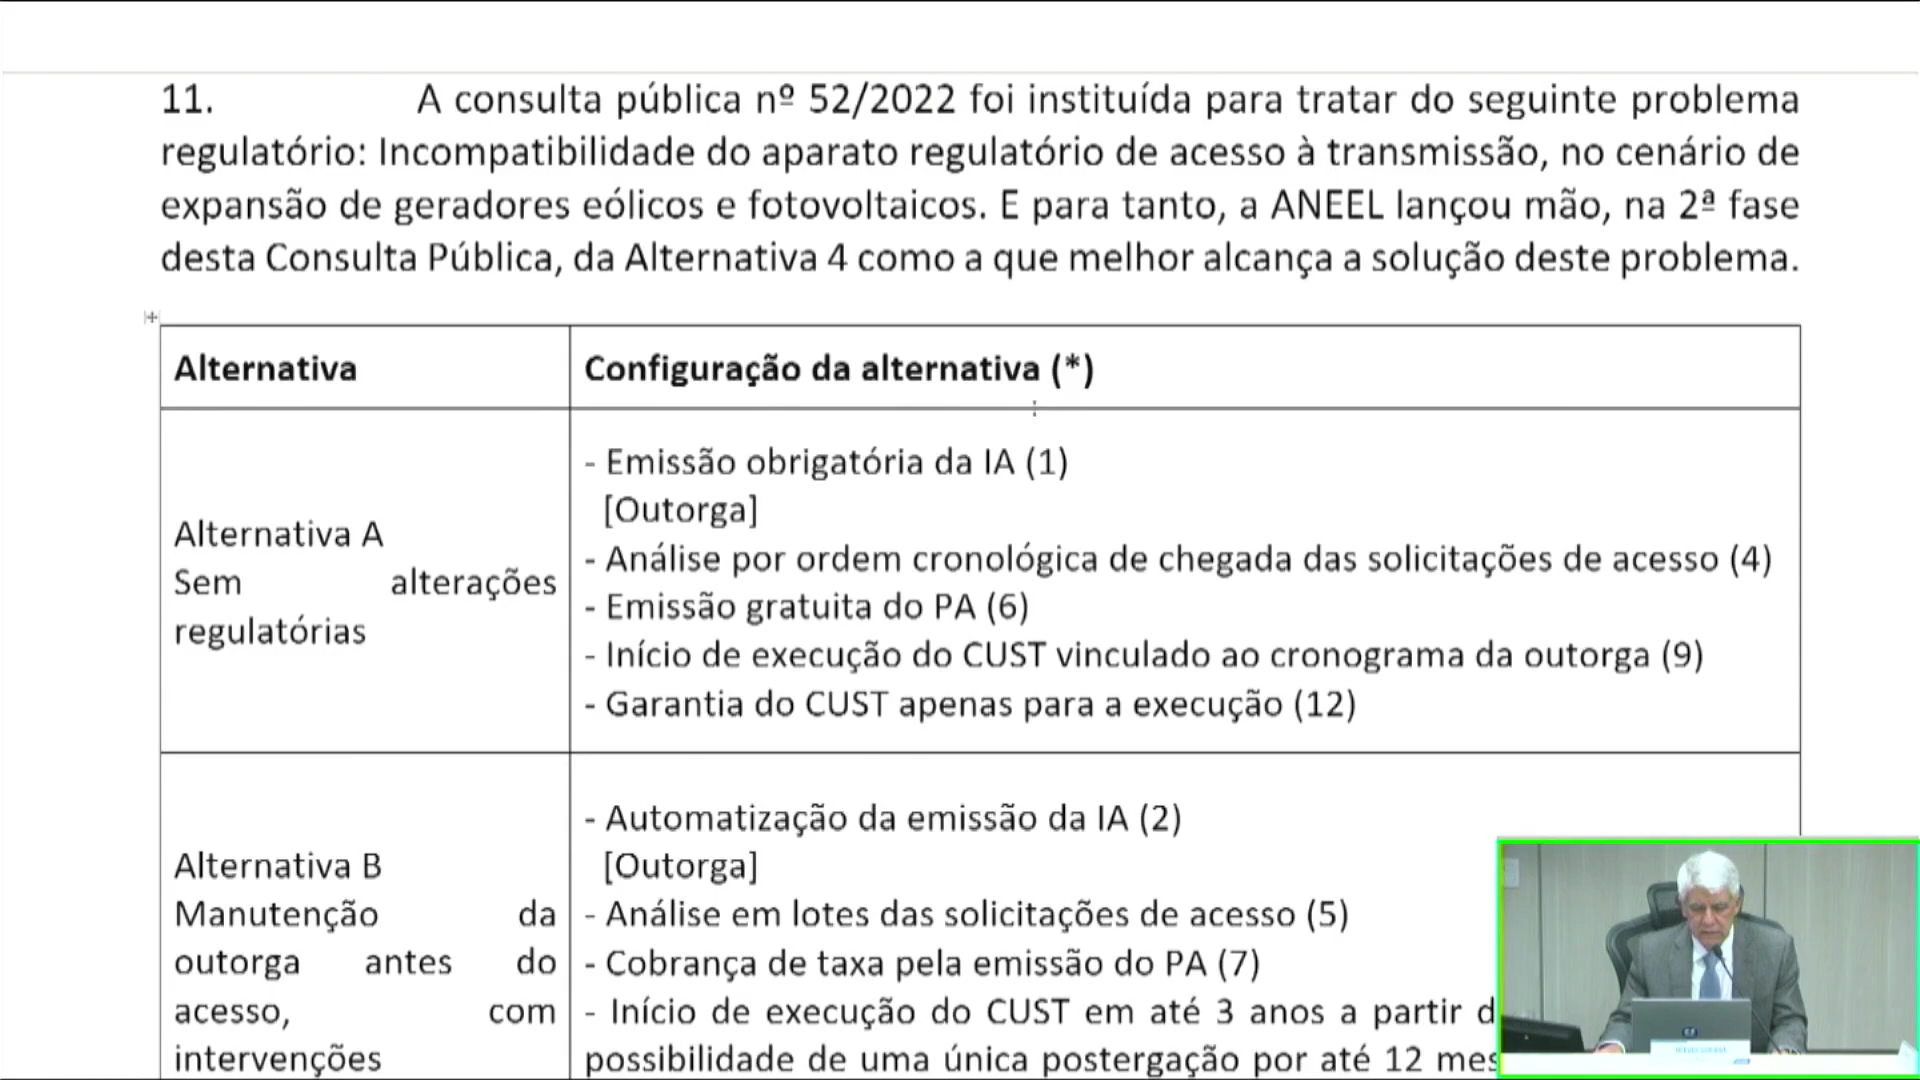 11. A consulta pública nº 52/2022 foi instituída para tratar do seguinte problema
regulatório: Incompatibilidade do aparato regulatório de acesso à transmissão, no cenário de
expansão de geradores eólicos e fotovoltaicos. E para tanto, a ANEEL lançou mão, na 2ª fase
desta Consulta Pública, da Alternativa 4 como a que melhor alcança a solução deste problema.
Alternativa
Configuração da alternativa (*)
Alternativa A
Sem alterações
regulatórias
- Emissão obrigatória da IA (1)
[Outorga]
- Análise por ordem cronológica de chegada das solicitações de acesso (4)
- Emissão gratuita do PA (6)
- Início de execução do CUST vinculado ao cronograma da outorga (9)
- Garantia do CUST apenas para a execução (12)
Alternativa B
Manutenção da
outorga antes do
acesso, com
intervenções
- Automatização da emissão da IA (2)
[Outorga]
- Análise em lotes das solicitações de acesso (5)
- Cobrança de taxa pela emissão do PA (7)
- Início de execução do CUST em até 3 anos a partir d
possibilidade de uma única postergação por até 12 mes